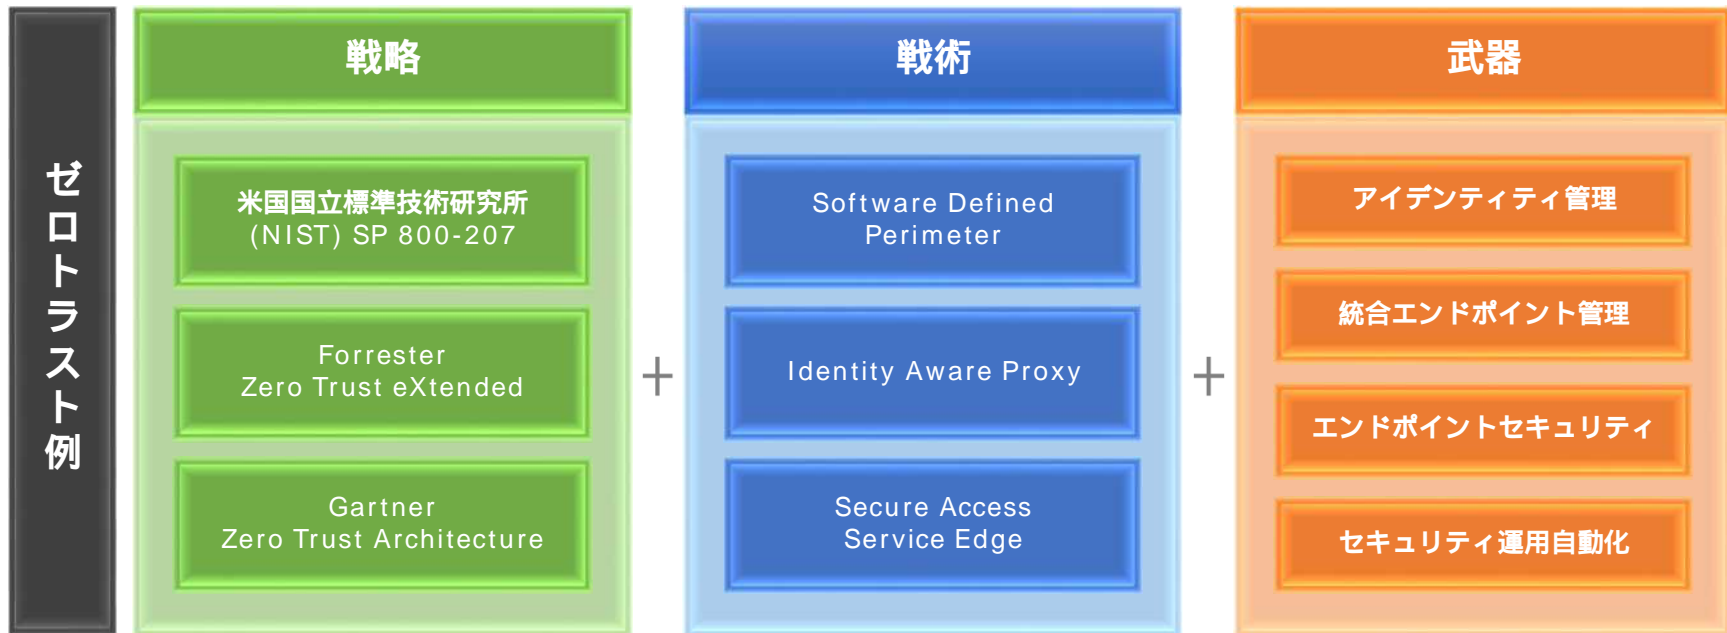 ゼロトラスト例
戦略
米国国立標準技術研究所
(NIST) SP 800-207
Forrester
Zero Trust eXtended
Gartner
Zero Trust Architecture
+
戦術
Software Defined
Perimeter
Identity Aware Proxy
Secure Access
Service Edge
+
武器
アイデンティティ管理
統合エンドポイント管理
エンドポイントセキュリティ
セキュリティ運用自動化